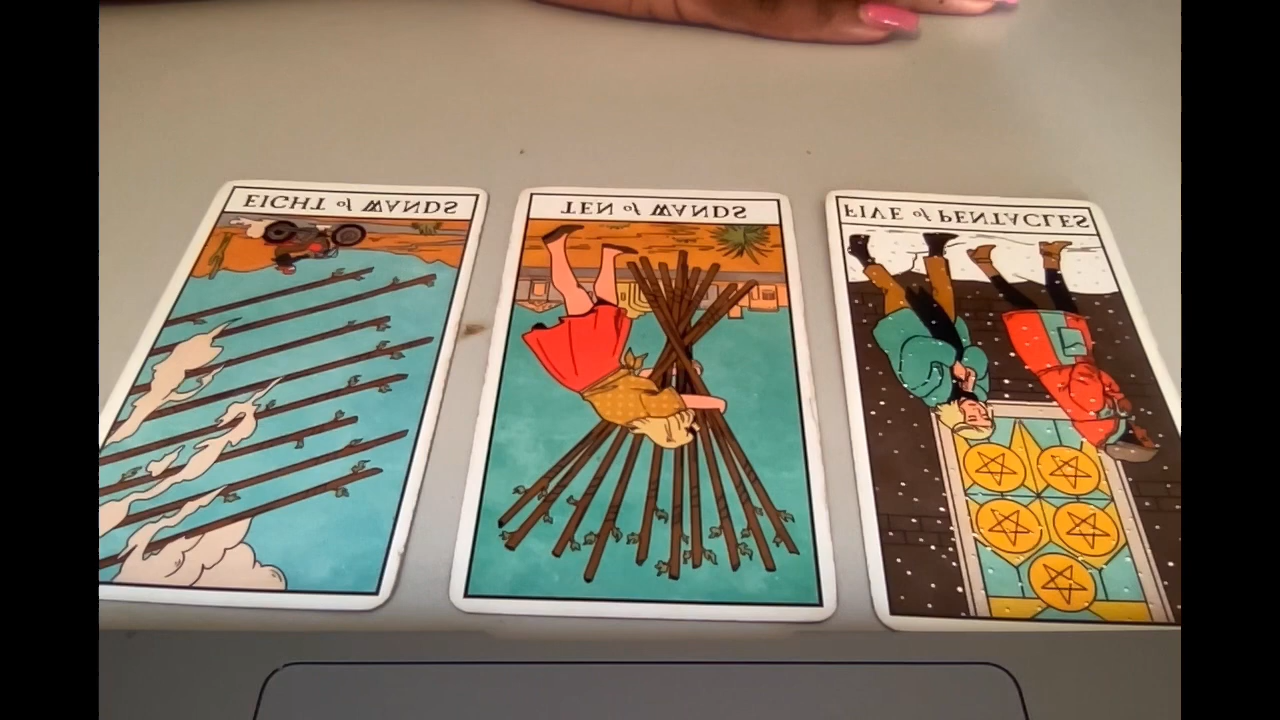 EIGHT of WANDS
TEN of WANDS
FIVE of PENTACLES